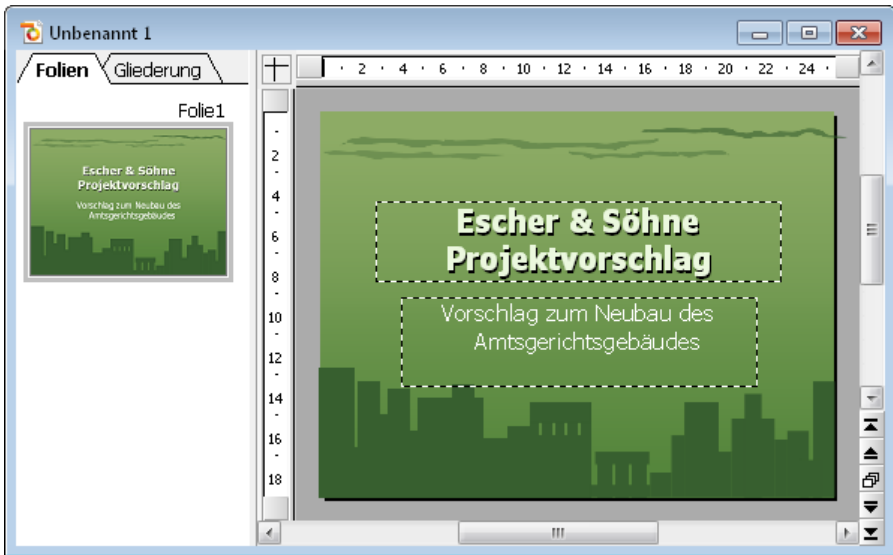 Unbenannt 1
Folien Gliederung
Folie1
Escher & Söhne
Projektvorschlag
Vorschlag zum Neubau des
Amtsgerichtsgebäudes
2 4 6 8 10 12 14 16 18 20 22 24
2
4
6
8
10
12
14
16
18
Escher & Söhne
Projektvorschlag
Vorschlag zum Neubau des
Amtsgerichtsgebäudes